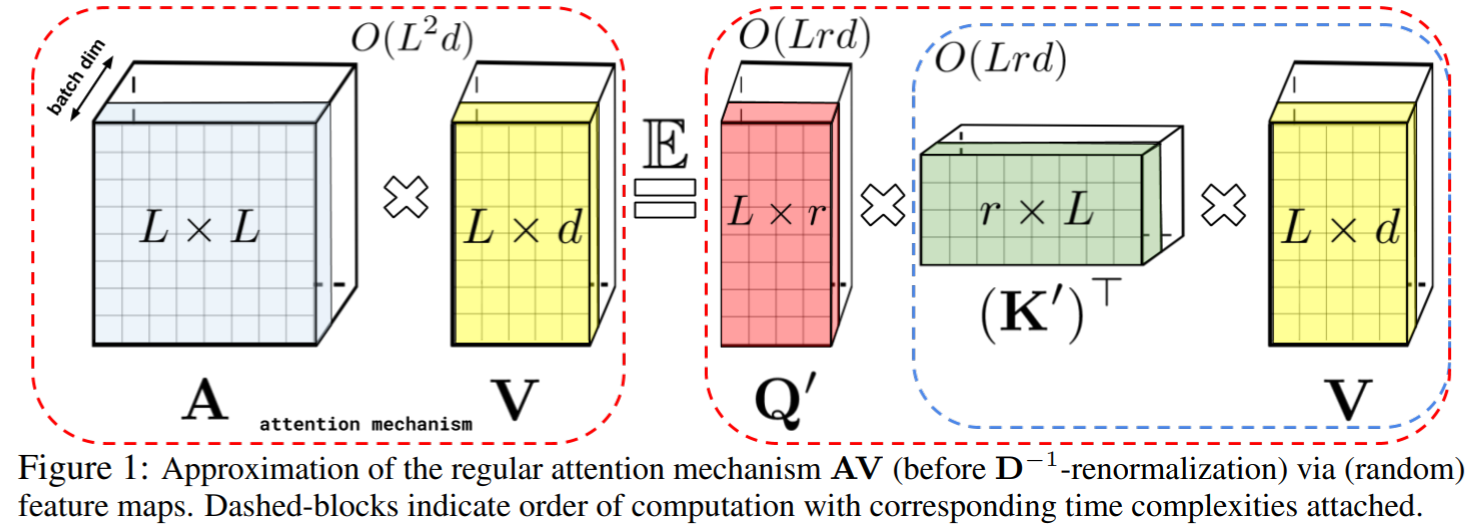 batch dim
O(L²d)
O(Lrd)
O(Lrd)
𝔼
L × L
L × d
L × r
r × L
L × d
(K′)⊤
A
V
Q′
V
attention mechanism
Figure 1: Approximation of the regular attention mechanism AV (before D⁻¹-renormalization) via (random)
feature maps. Dashed-blocks indicate order of computation with corresponding time complexities attached.